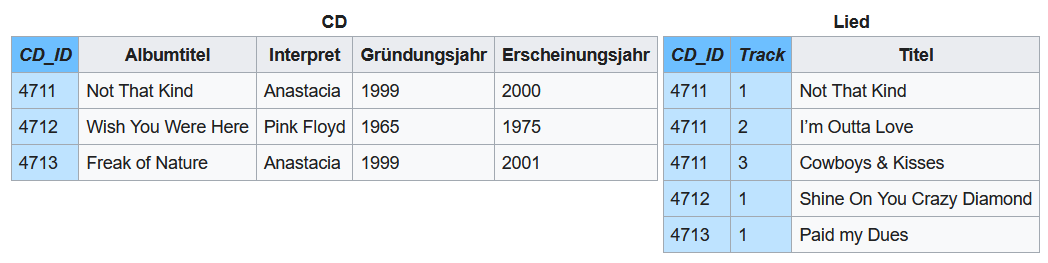 CD
CD_ID Albumtitel Interpret Gründungsjahr Erscheinungsjahr
4711 Not That Kind Anastacia 1999 2000
4712 Wish You Were Here Pink Floyd 1965 1975
4713 Freak of Nature Anastacia 1999 2001
Lied
CD_ID Track Titel
4711 1 Not That Kind
4711 2 I’m Outta Love
4711 3 Cowboys & Kisses
4712 1 Shine On You Crazy Diamond
4713 1 Paid my Dues